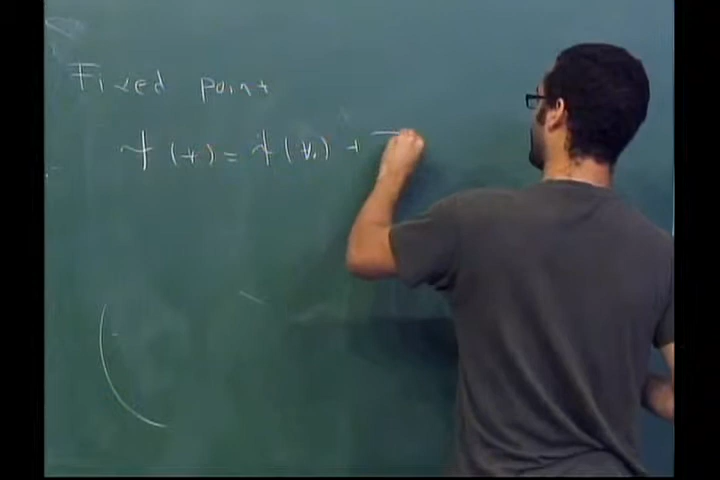 Fixed point
ψ(t) = ψ(t₀) +